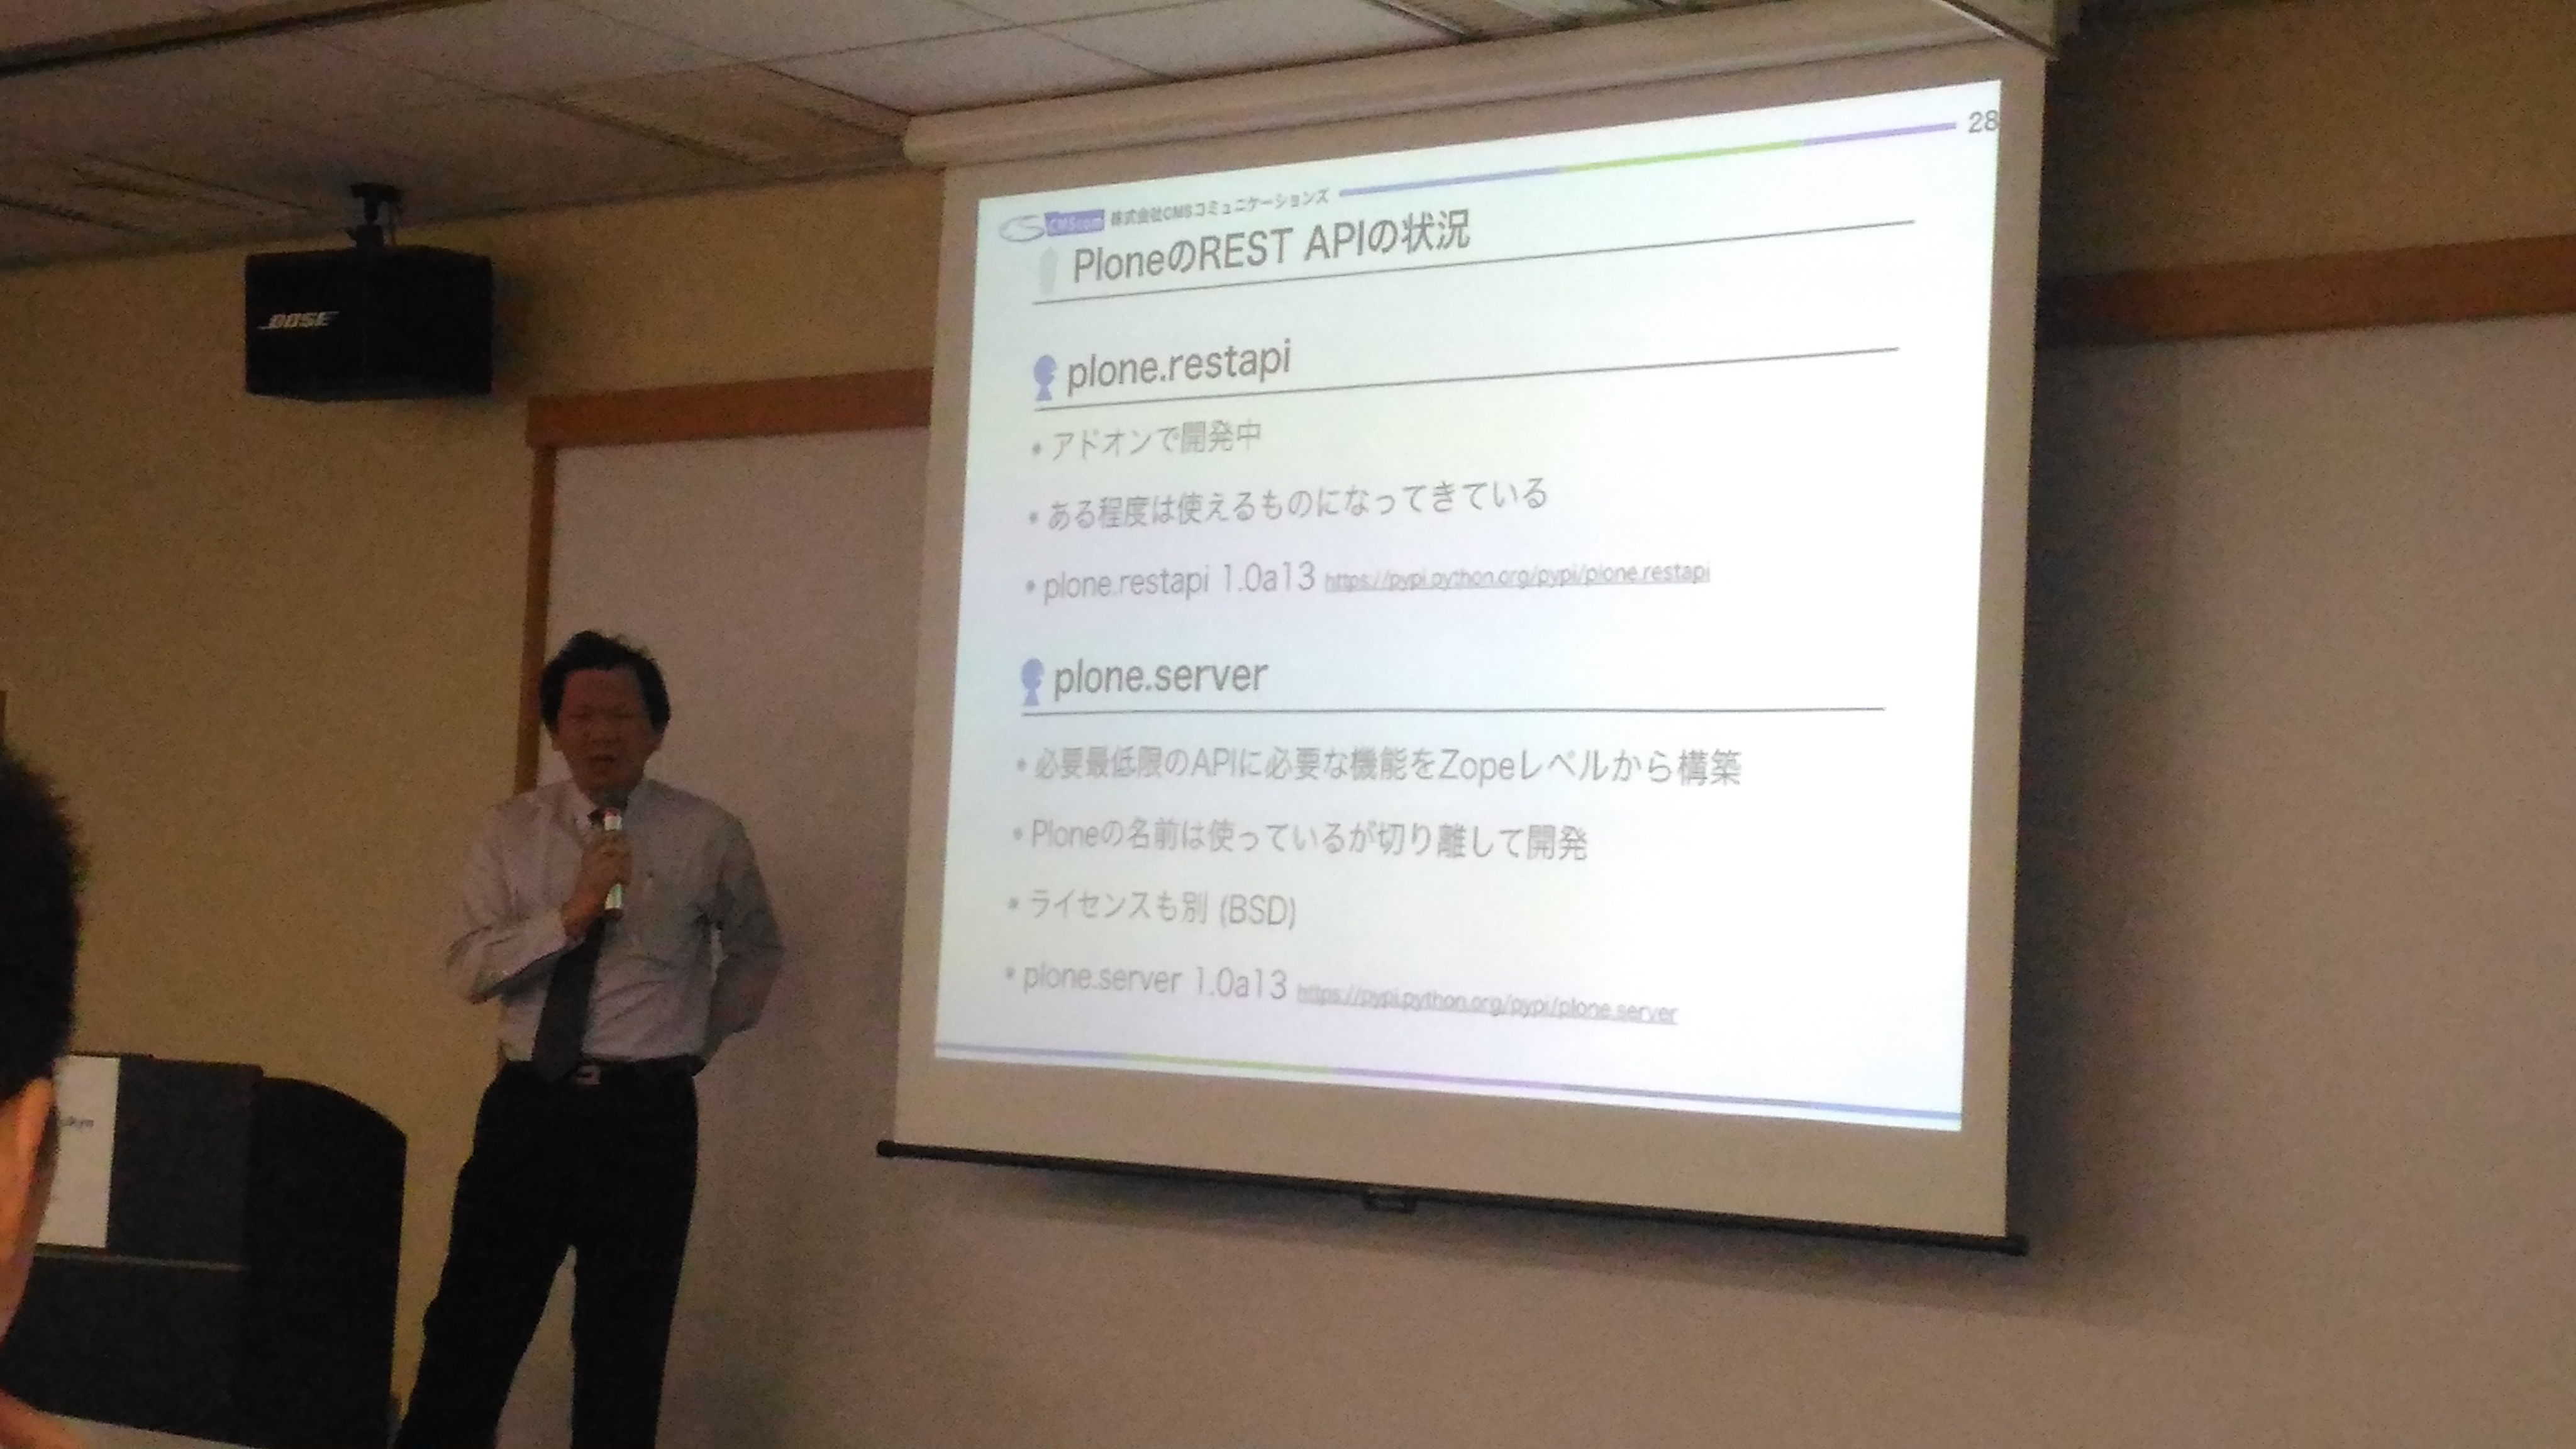 28
CMScom 株式会社CMSコミュニケーションズ
PloneのREST APIの状況
plone.restapi
• アドオンで開発中
• ある程度は使えるものになってきている
• plone.restapi 1.0a13 https://pypi.python.org/pypi/plone.restapi
plone.server
• 必要最低限のAPIに必要な機能をZopeレベルから構築
• Ploneの名前は使っているが切り離して開発
• ライセンスも別 (BSD)
• plone.server 1.0a13 https://pypi.python.org/pypi/plone.server
BOSE